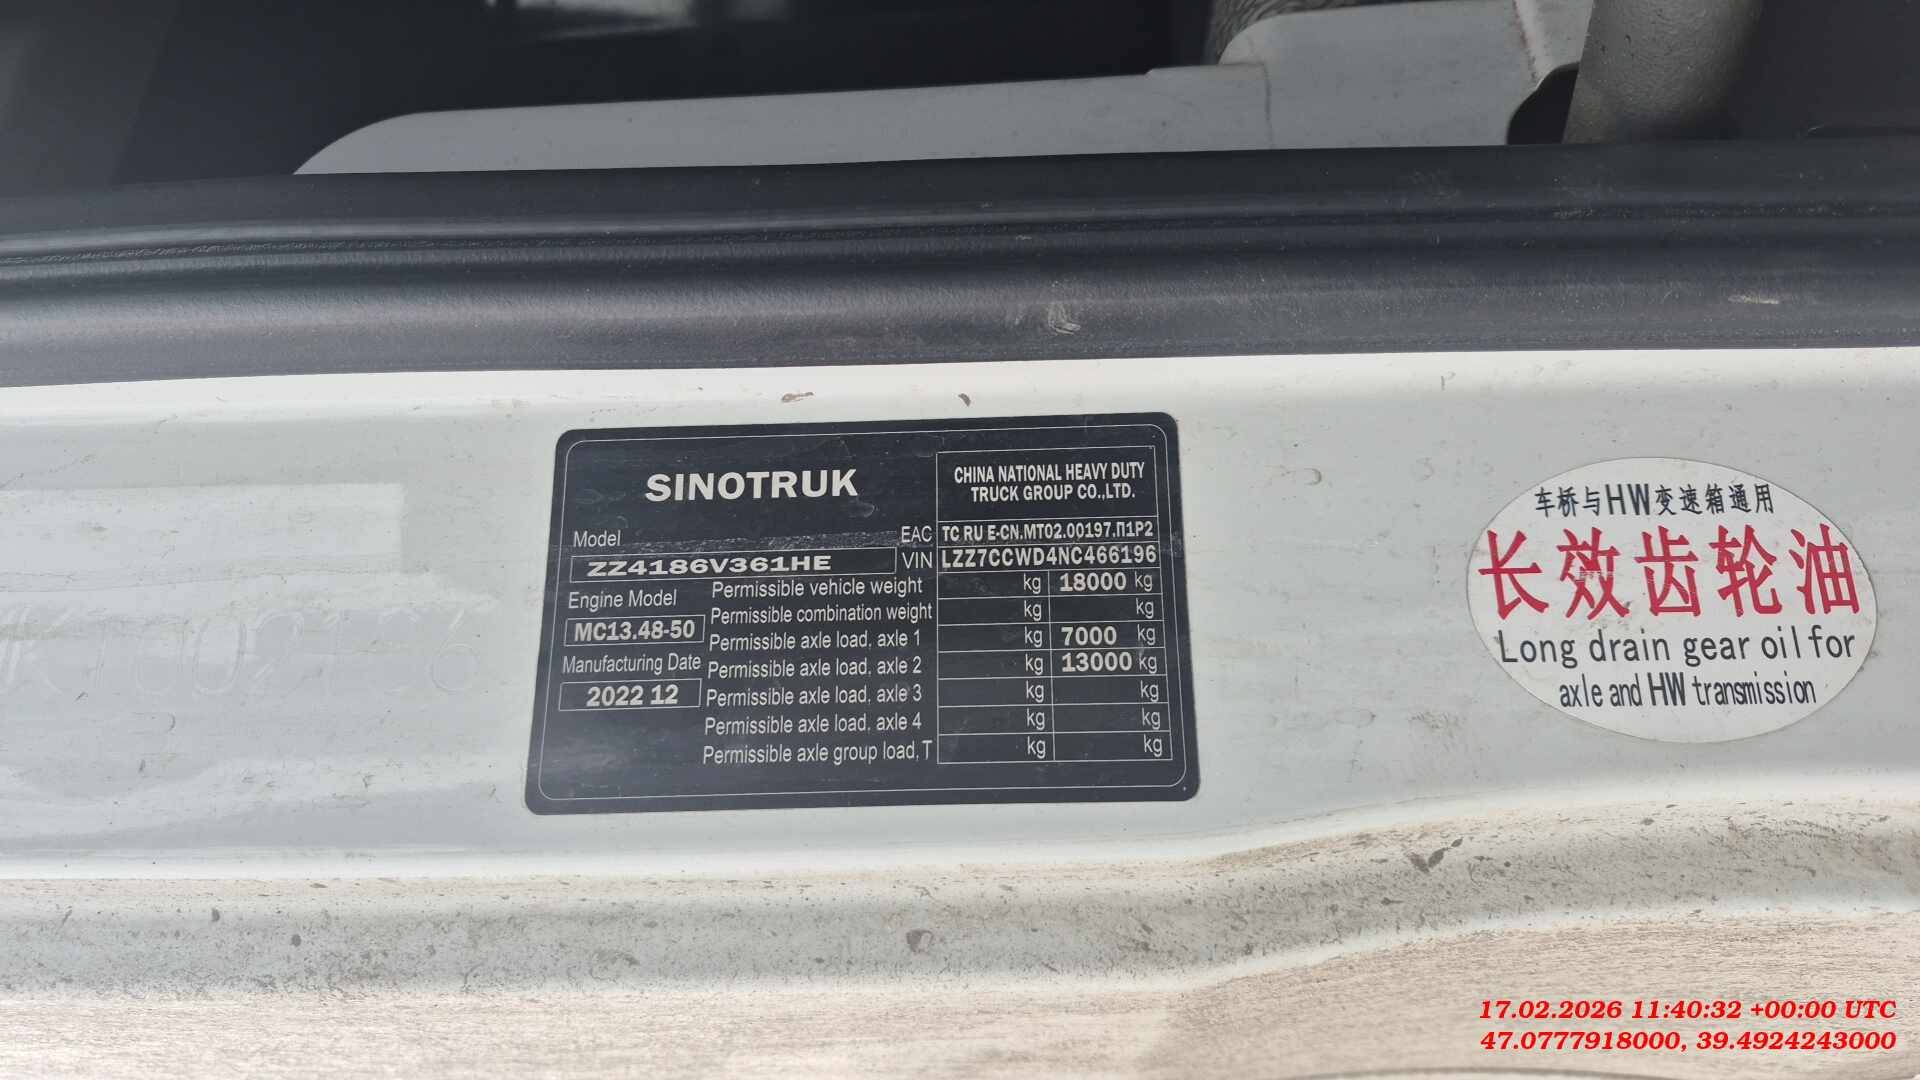 SINOTRUK
CHINA NATIONAL HEAVY DUTY
TRUCK GROUP CO.,LTD.
Model
EAC TC RU E-CN.MT02.00197.П1Р2
ZZ4186V361HE
VIN LZZ7CCWD4NC466196
Permissible vehicle weight kg 18000 kg
Engine Model
Permissible combination weight kg kg
MC13.48-50
Permissible axle load, axle 1 kg 7000 kg
Manufacturing Date
Permissible axle load, axle 2 kg 13000 kg
2022 12
Permissible axle load, axle 3 kg kg
Permissible axle load, axle 4 kg kg
Permissible axle group load, T kg kg
车桥与HW变速箱通用
长效齿轮油
Long drain gear oil for
axle and HW transmission
17.02.2026 11:40:32 +00:00 UTC
47.0777918000, 39.4924243000